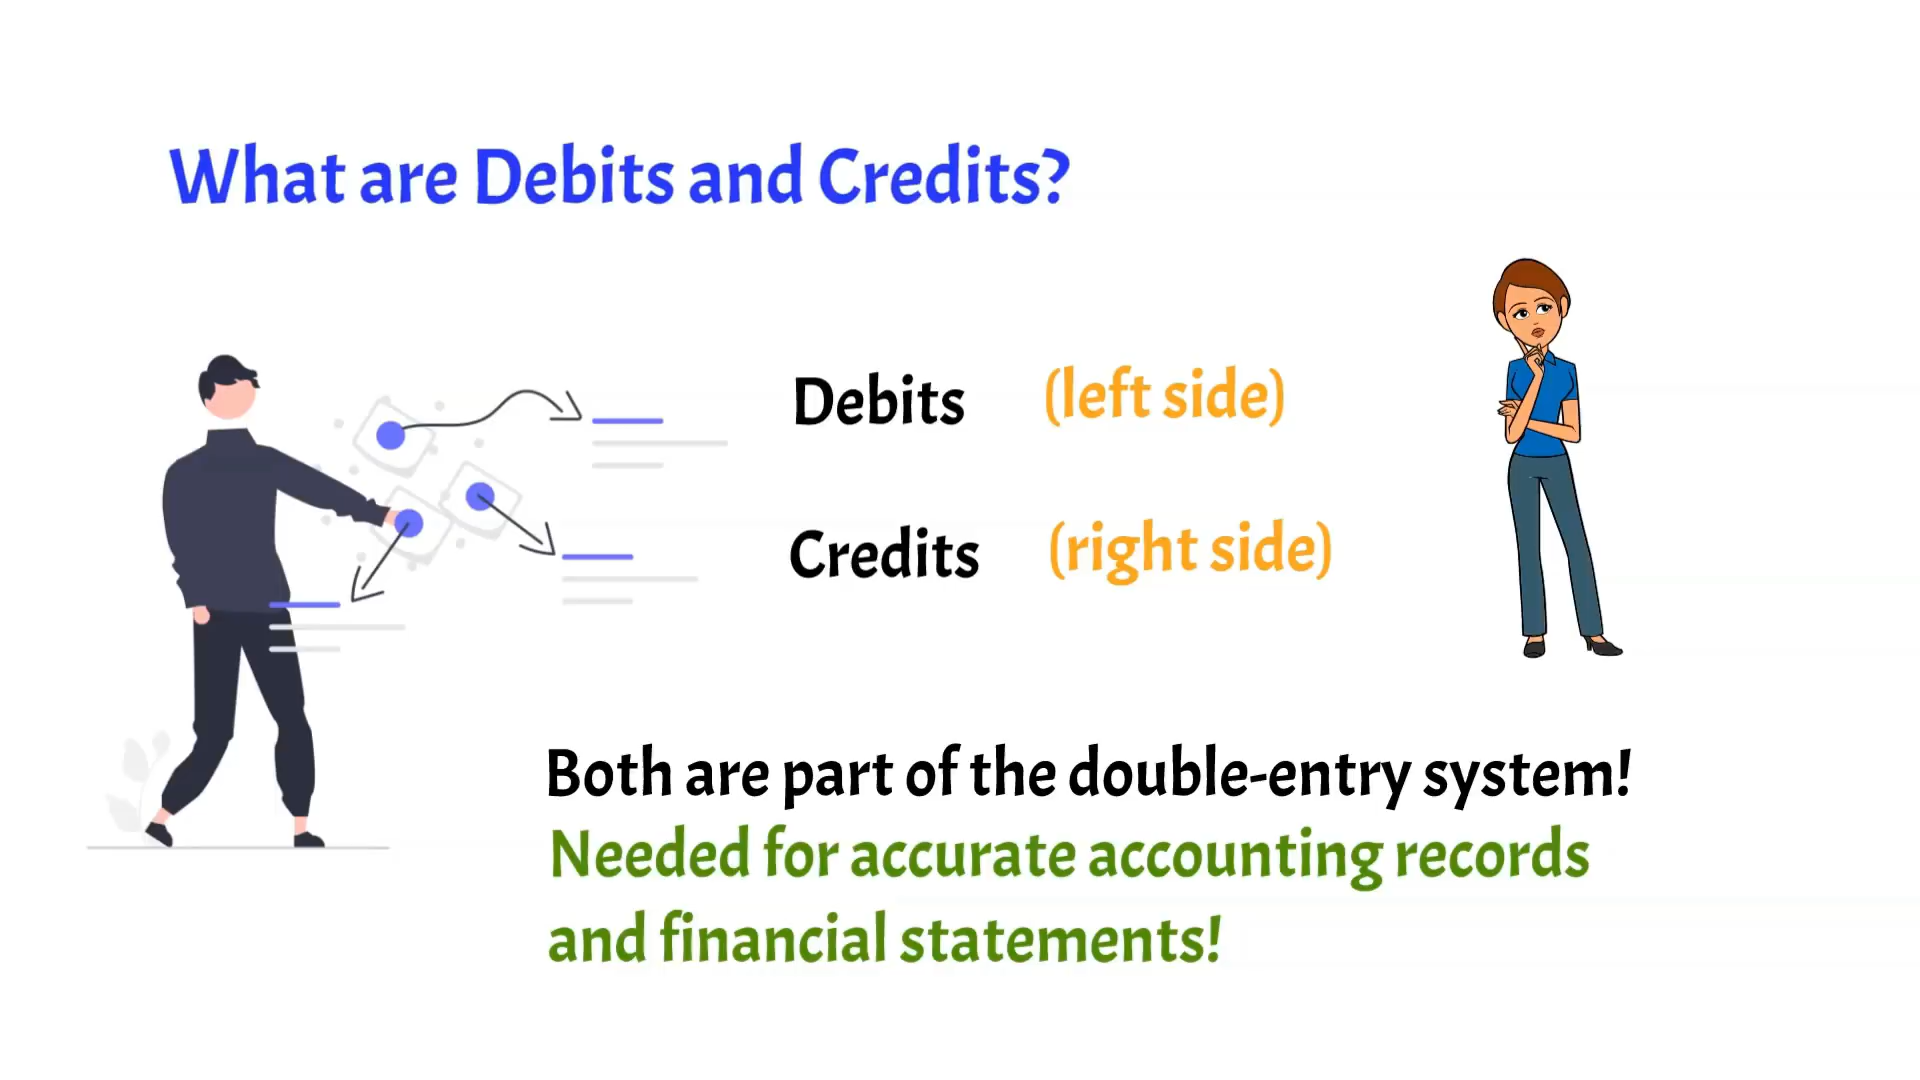 What are Debits and Credits?
Debits (left side)
Credits (right side)
Both are part of the double-entry system!
Needed for accurate accounting records
and financial statements!